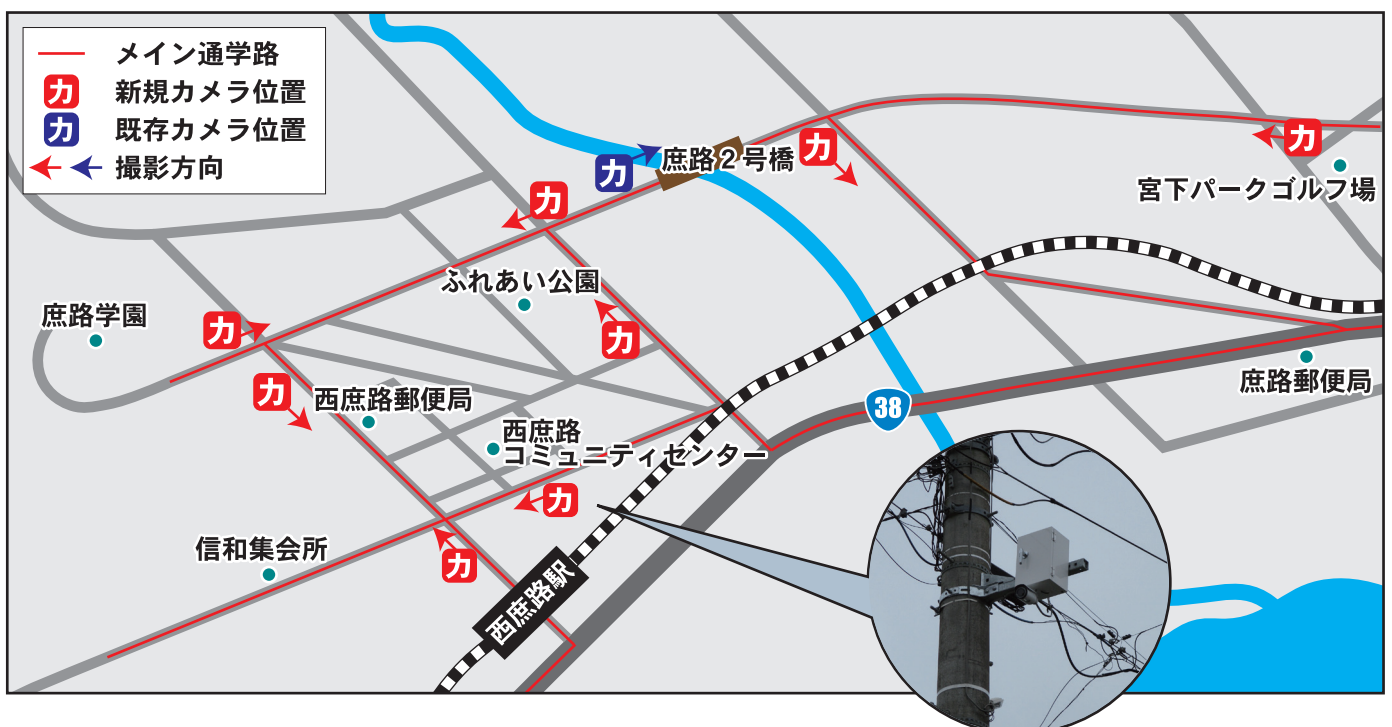 メイン通学路
カ 新規カメラ位置
カ 既存カメラ位置
撮影方向
庶路２号橋
カ
カ
カ
宮下パークゴルフ場
カ
ふれあい公園
庶路学園
カ
カ
カ
西庶路郵便局
庶路郵便局
38
西庶路
コミュニティセンター
カ
信和集会所
カ
西庶路駅